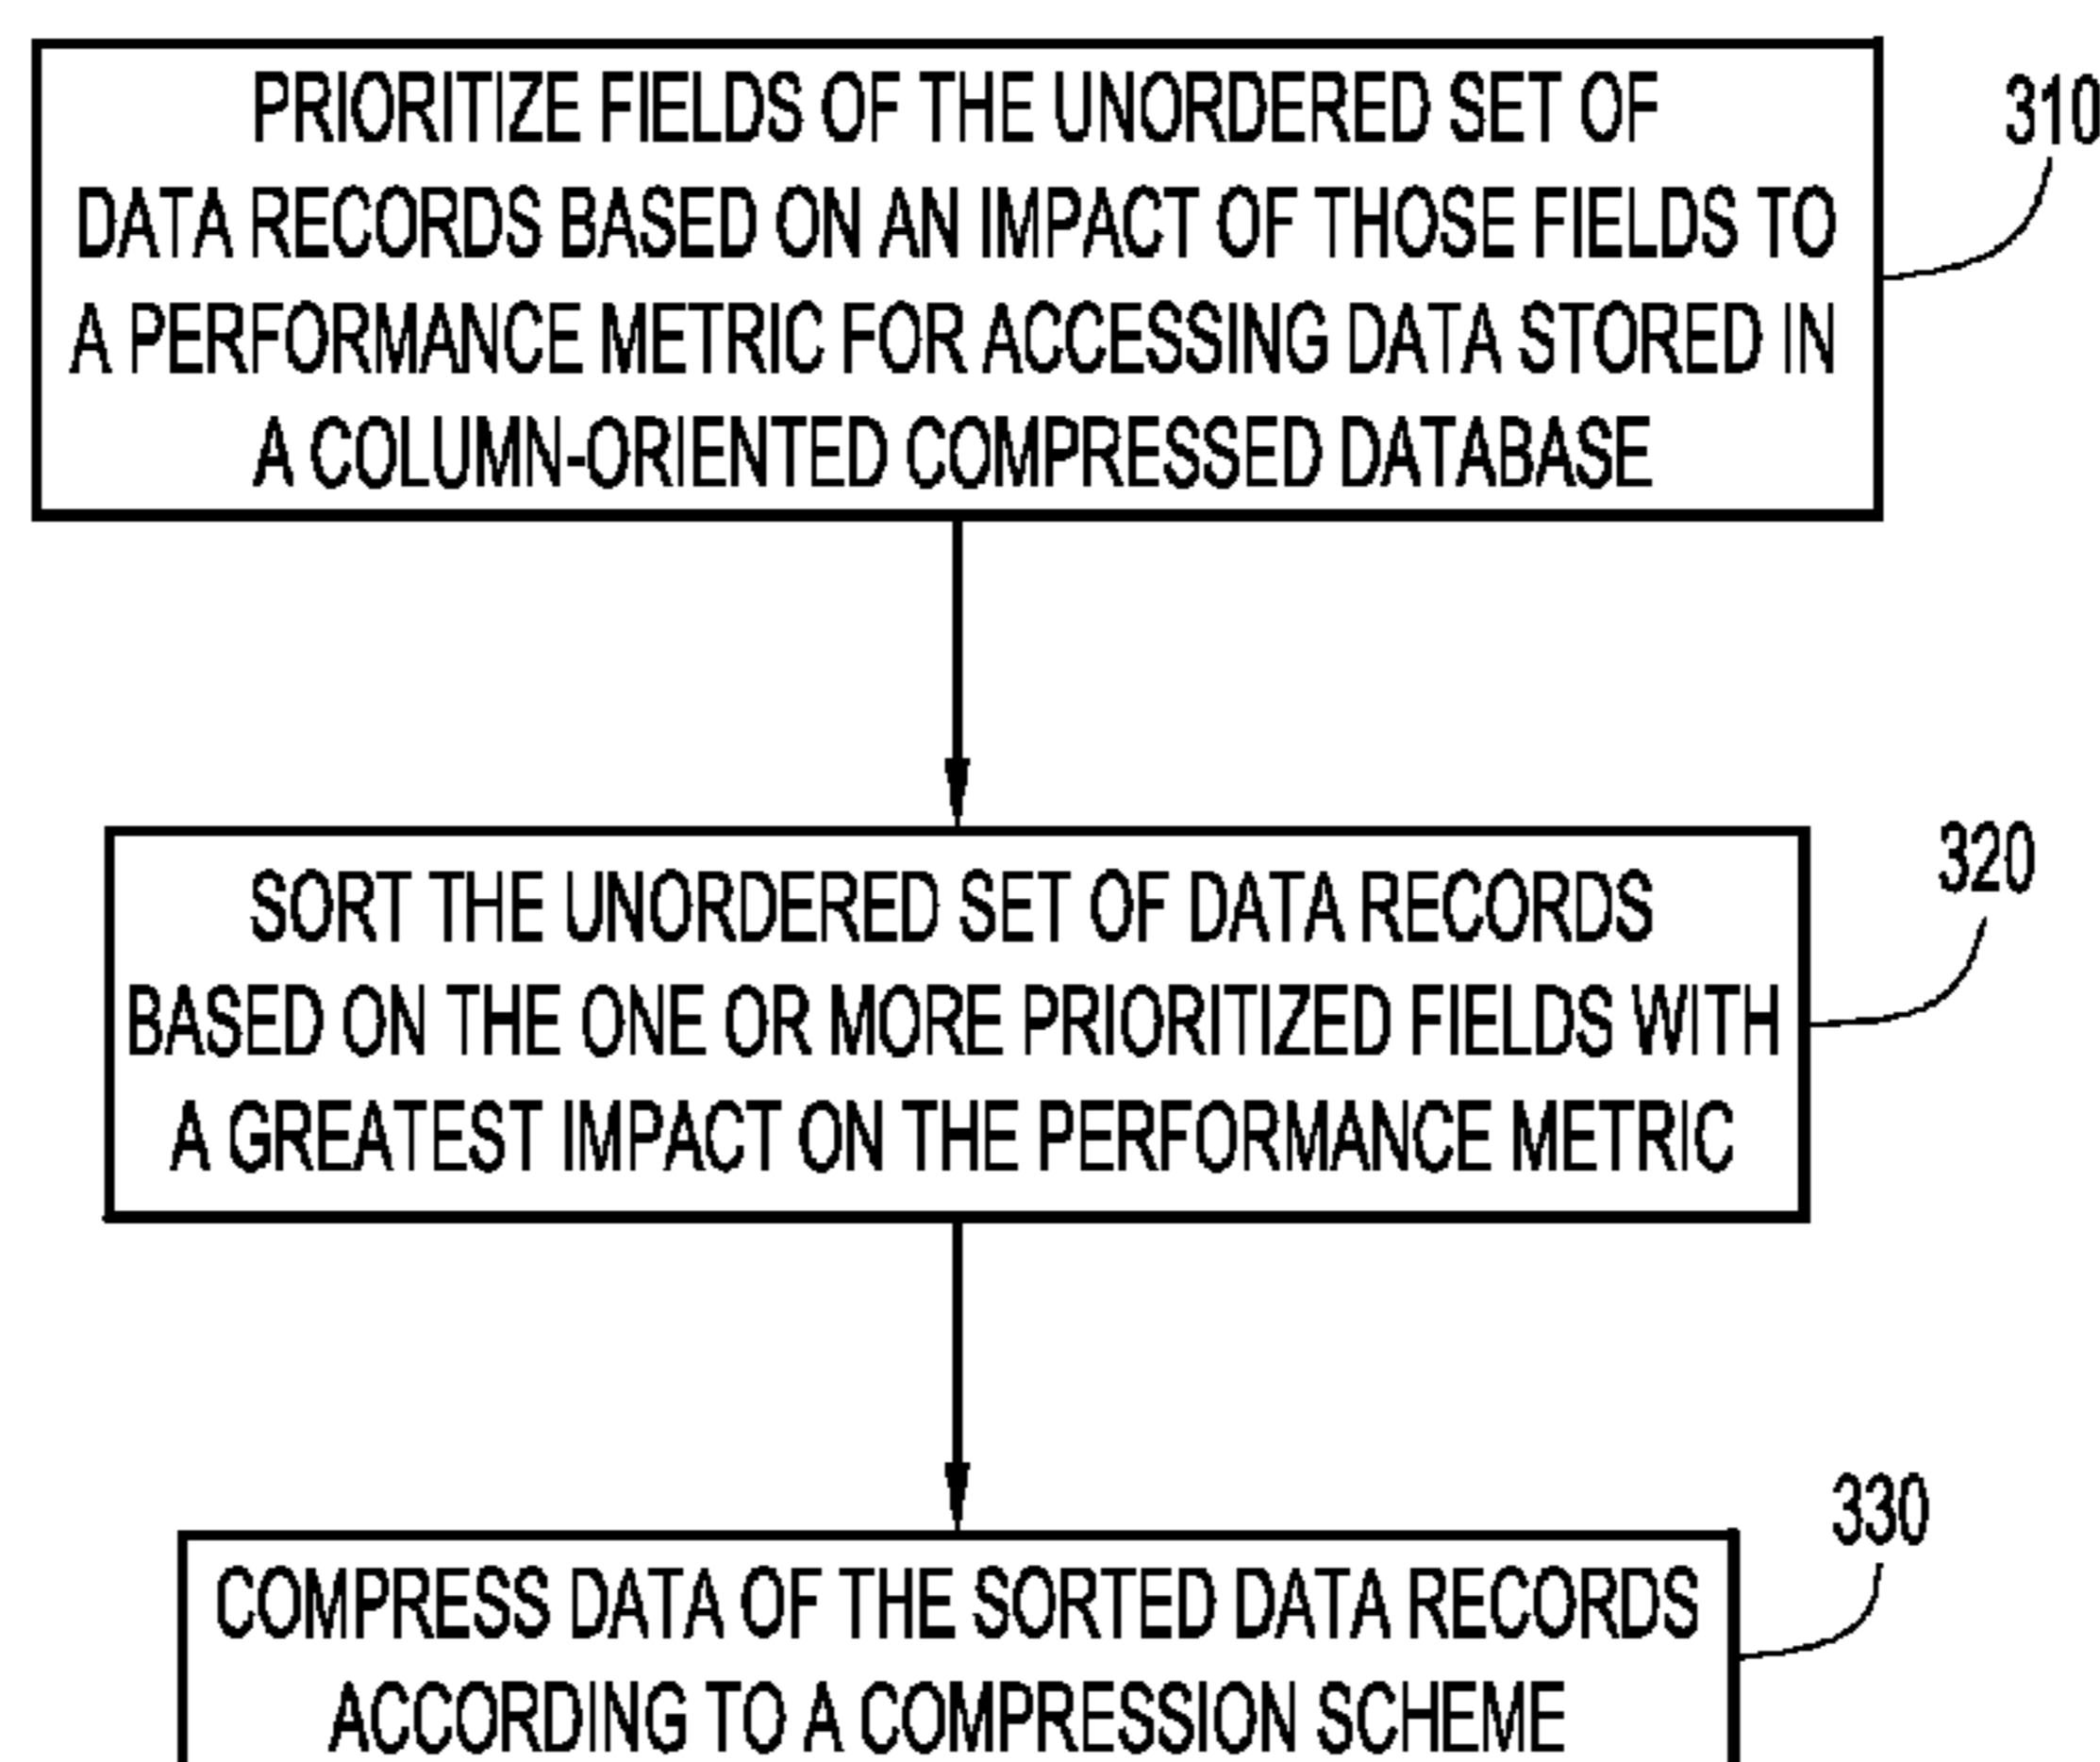 PRIORITIZE FIELDS OF THE UNORDERED SET OF
DATA RECORDS BASED ON AN IMPACT OF THOSE FIELDS TO
A PERFORMANCE METRIC FOR ACCESSING DATA STORED IN
A COLUMN-ORIENTED COMPRESSED DATABASE
310
SORT THE UNORDERED SET OF DATA RECORDS
BASED ON THE ONE OR MORE PRIORITIZED FIELDS WITH
A GREATEST IMPACT ON THE PERFORMANCE METRIC
320
COMPRESS DATA OF THE SORTED DATA RECORDS
ACCORDING TO A COMPRESSION SCHEME
330